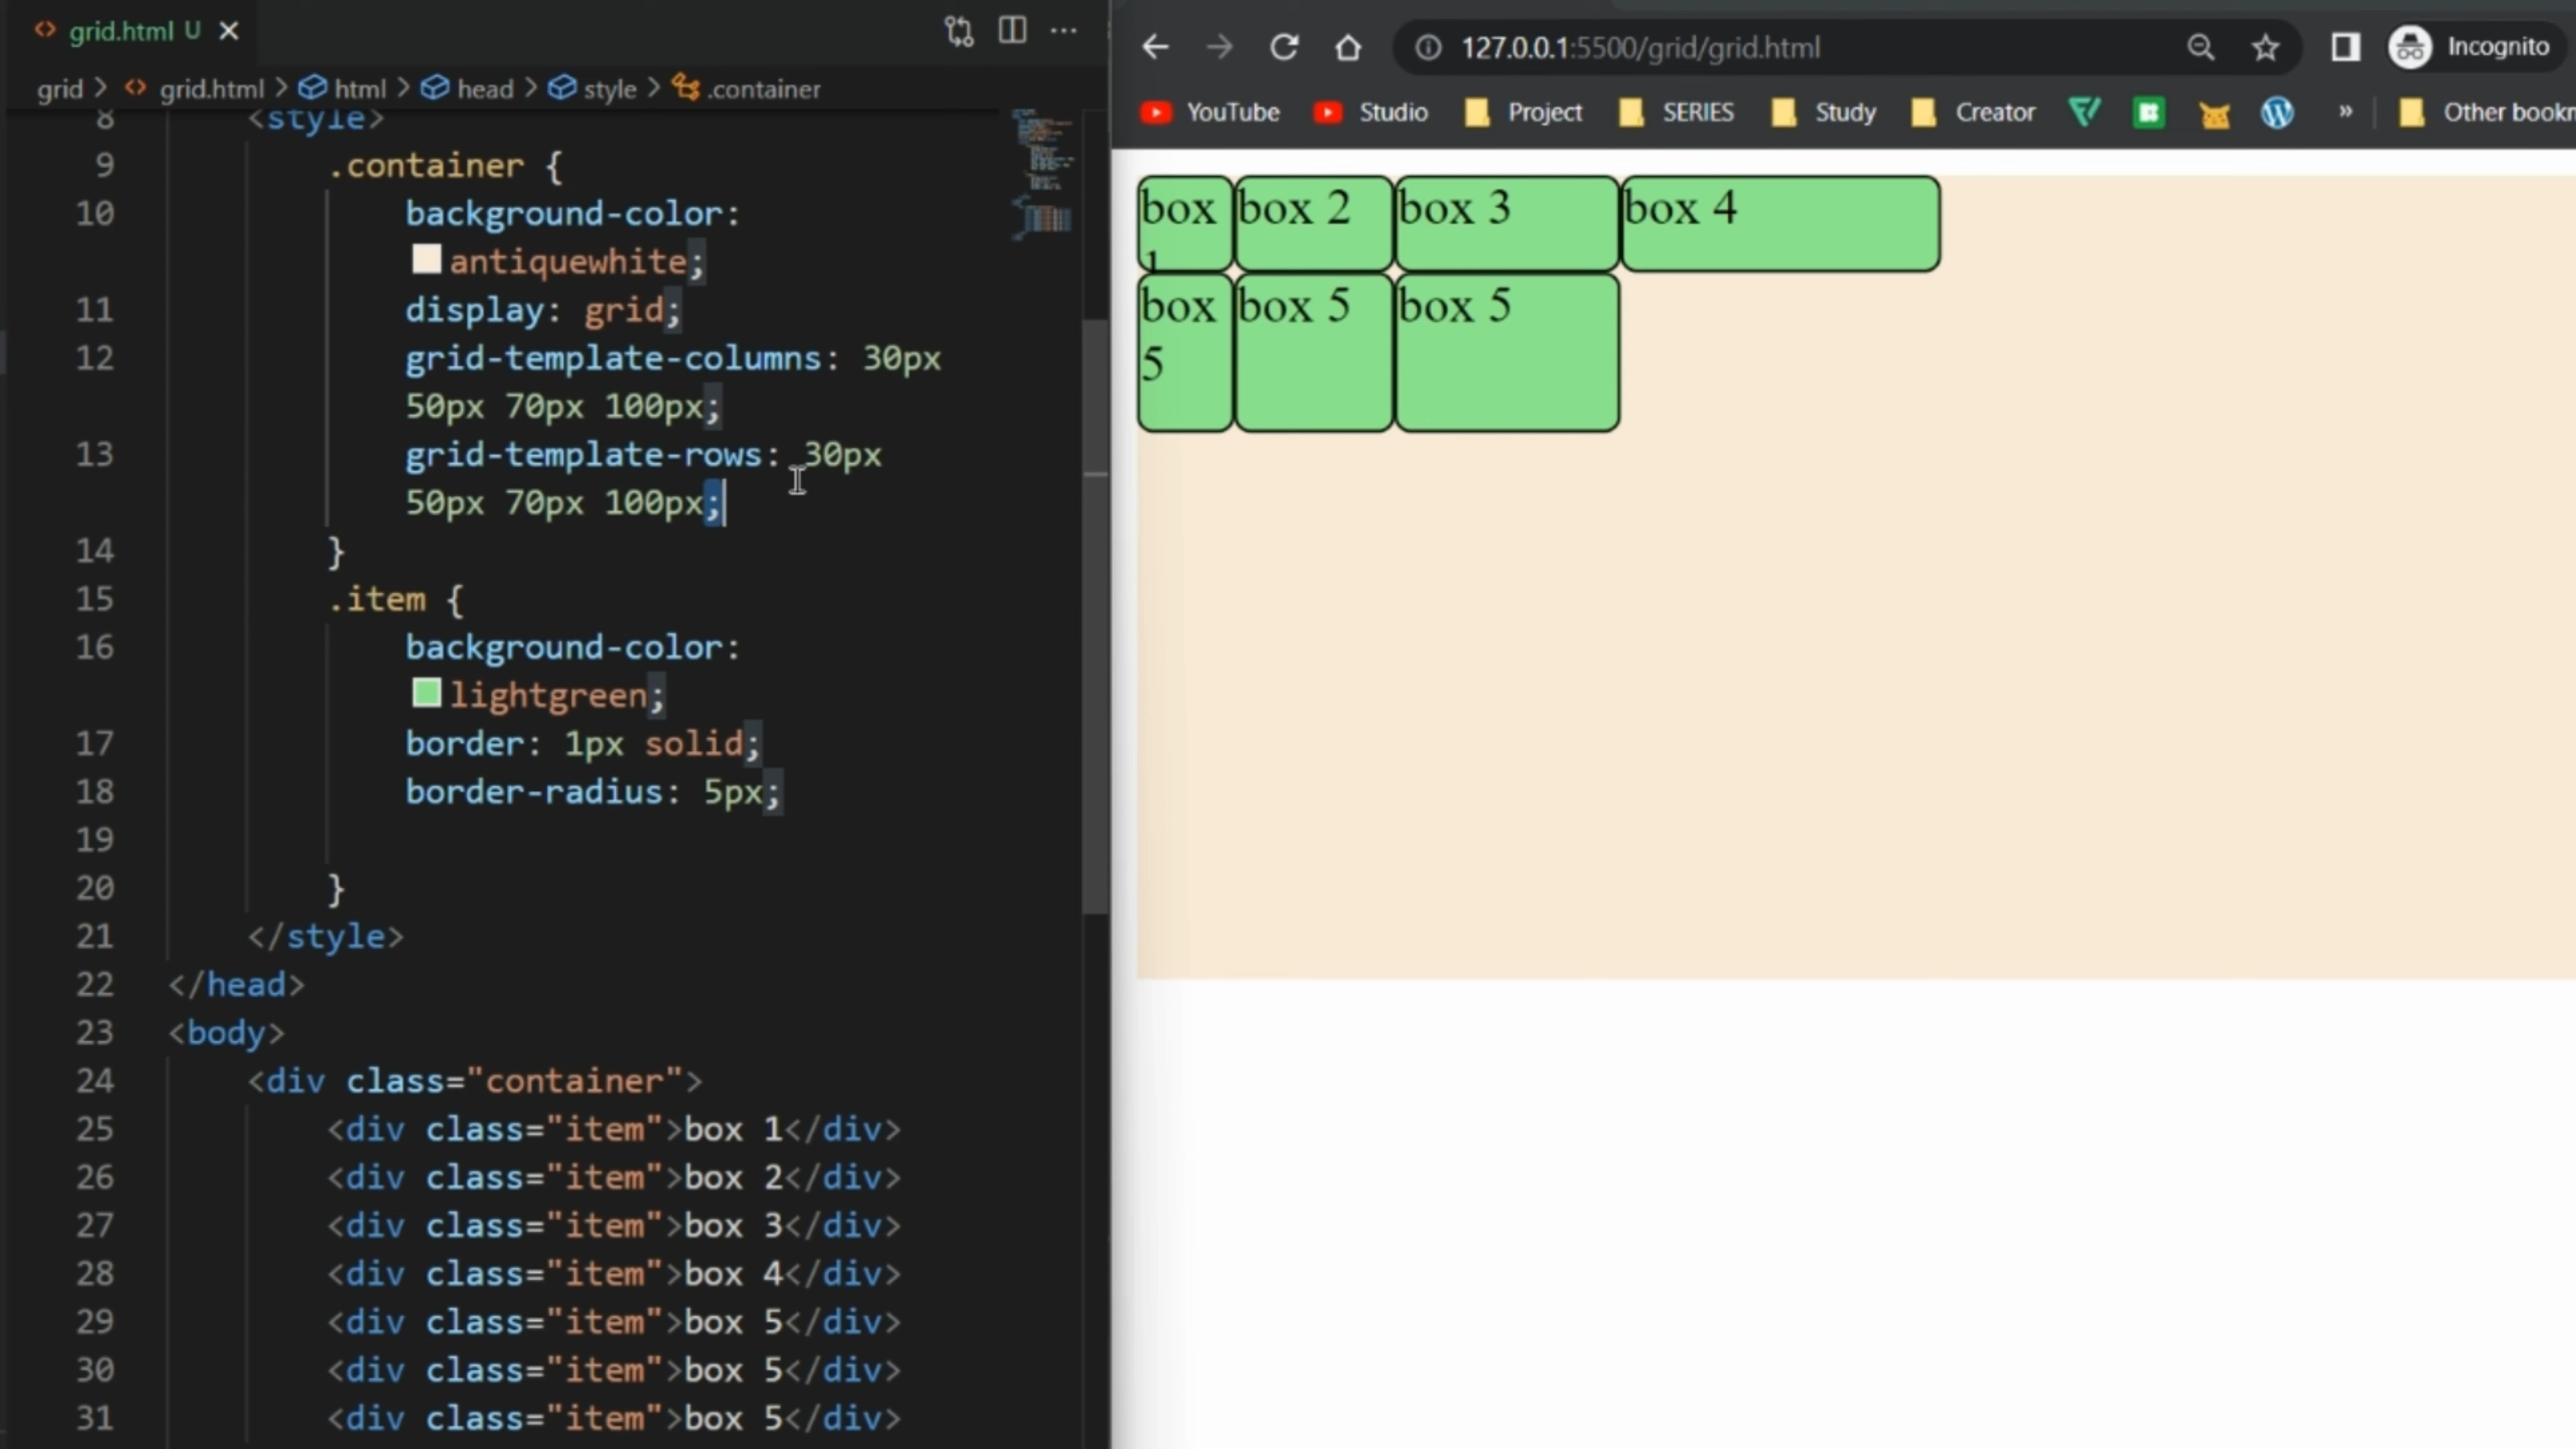 grid.html U
grid > grid.html > html > head > style > .container
8 <style>
9 .container {
10 background-color:
antiquewhite;
11 display: grid;
12 grid-template-columns: 30px
50px 70px 100px;
13 grid-template-rows: 30px
50px 70px 100px;
14 }
15 .item {
16 background-color:
lightgreen;
17 border: 1px solid;
18 border-radius: 5px;
19
20 }
21 </style>
22 </head>
23 <body>
24 <div class="container">
25 <div class="item">box 1</div>
26 <div class="item">box 2</div>
27 <div class="item">box 3</div>
28 <div class="item">box 4</div>
29 <div class="item">box 5</div>
30 <div class="item">box 5</div>
31 <div class="item">box 5</div>
127.0.0.1:5500/grid/grid.html
Incognito
YouTube Studio Project SERIES Study Creator » Other bookm
box 1
box 2
box 3
box 4
box 5
box 5
box 5